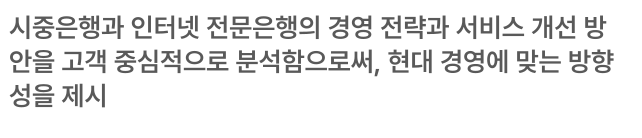 시중은행과 인터넷 전문은행의 경영 전략과 서비스 개선 방
안을 고객 중심적으로 분석함으로써, 현대 경영에 맞는 방향
성을 제시